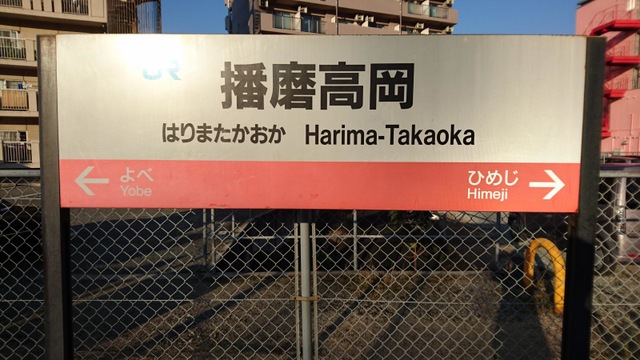 JR
播磨高岡
はりまたかおか Harima-Takaoka
← よべ
Yobe
ひめじ →
Himeji